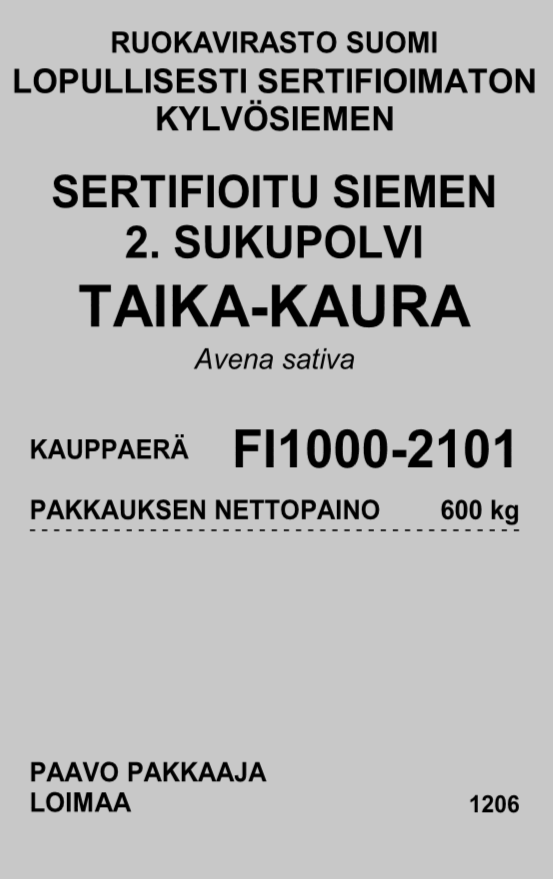 RUOKAVIRASTO SUOMI
LOPULLISESTI SERTIFIOIMATON
KYLVÖSIEMEN
SERTIFIOITU SIEMEN
2. SUKUPOLVI
TAIKA-KAURA
Avena sativa
KAUPPAERÄ FI1000-2101
PAKKAUKSEN NETTOPAINO 600 kg
PAAVO PAKKAAJA
LOIMAA 1206